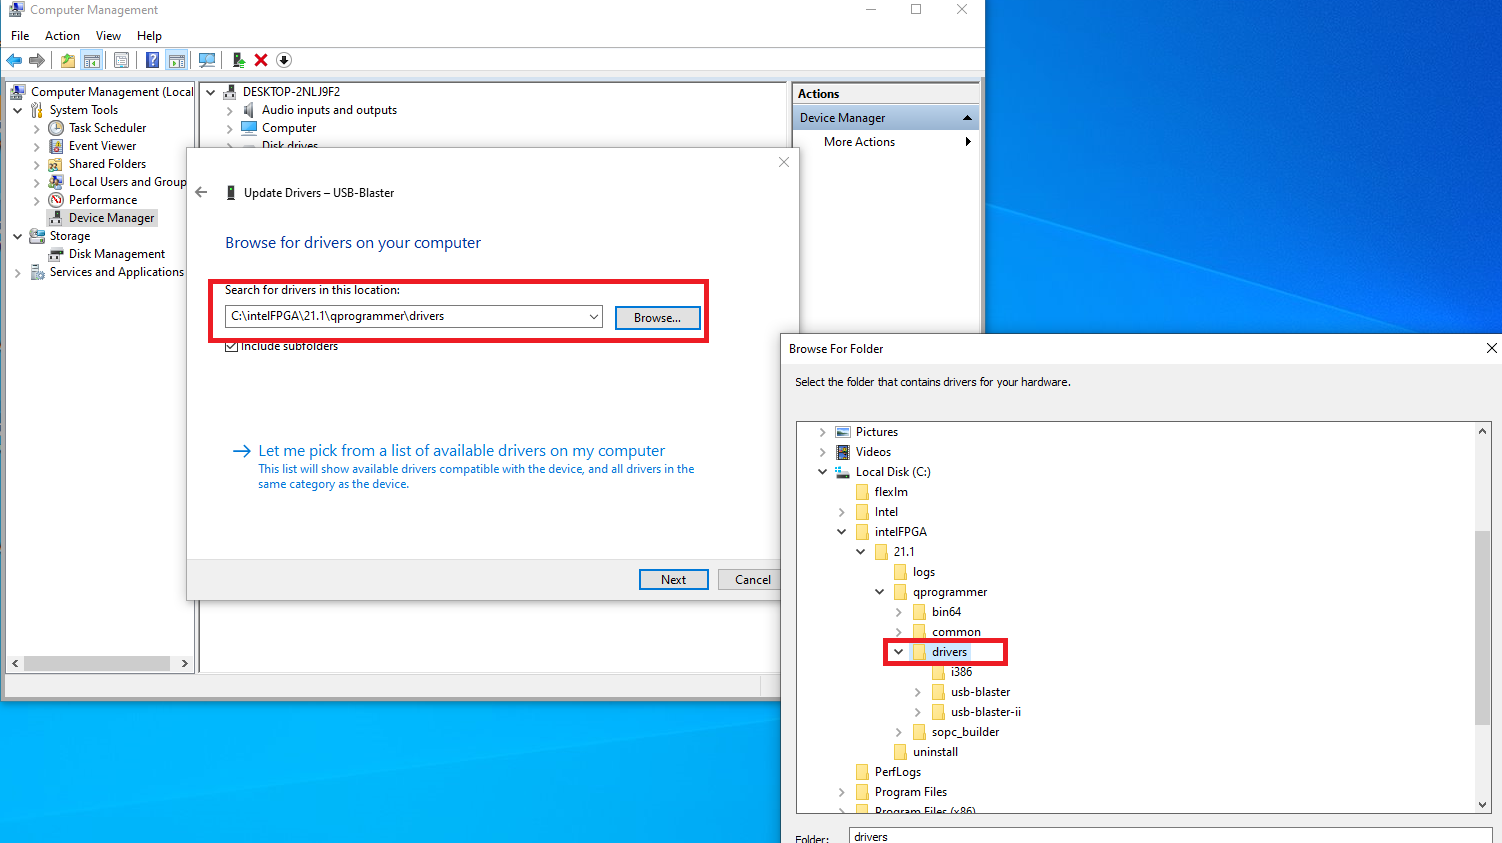 Computer Management
File Action View Help
Computer Management (Local
System Tools
Task Scheduler
Event Viewer
Shared Folders
Local Users and Group
Performance
Device Manager
Storage
Disk Management
Services and Applications
DESKTOP-2NLJ9F2
Audio inputs and outputs
Computer
Disk drives
Actions
Device Manager
More Actions
Update Drivers – USB-Blaster
Browse for drivers on your computer
Search for drivers in this location:
C:\intelFPGA\21.1\qprogrammer\drivers
Browse...
Include subfolders
Let me pick from a list of available drivers on my computer
This list will show available drivers compatible with the device, and all drivers in the
same category as the device.
Next Cancel
Browse For Folder
Select the folder that contains drivers for your hardware.
Pictures
Videos
Local Disk (C:)
flexlm
Intel
intelFPGA
21.1
logs
qprogrammer
bin64
common
drivers
i386
usb-blaster
usb-blaster-ii
sopc_builder
uninstall
PerfLogs
Program Files
Program Files (x86)
Folder: drivers